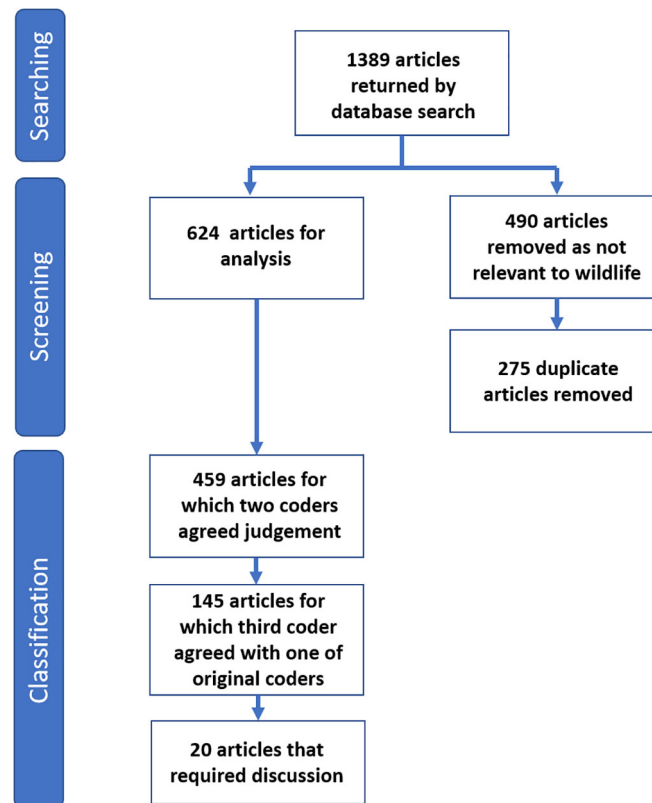 Searching
1389 articles
returned by
database search
Screening
624 articles for
analysis
490 articles
removed as not
relevant to wildlife
275 duplicate
articles removed
Classification
459 articles for
which two coders
agreed judgement
145 articles for
which third coder
agreed with one of
original coders
20 articles that
required discussion